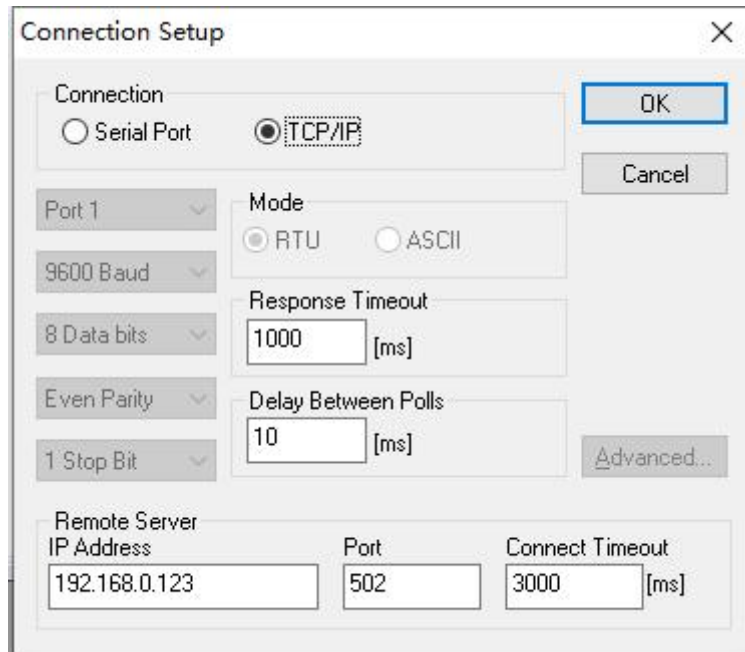 Connection Setup
Connection
Serial Port TCP/IP
OK
Cancel
Port 1
9600 Baud
8 Data bits
Even Parity
1 Stop Bit
Mode
RTU ASCII
Response Timeout
1000 [ms]
Delay Between Polls
10 [ms]
Advanced...
Remote Server
IP Address Port Connect Timeout
192.168.0.123 502 3000 [ms]